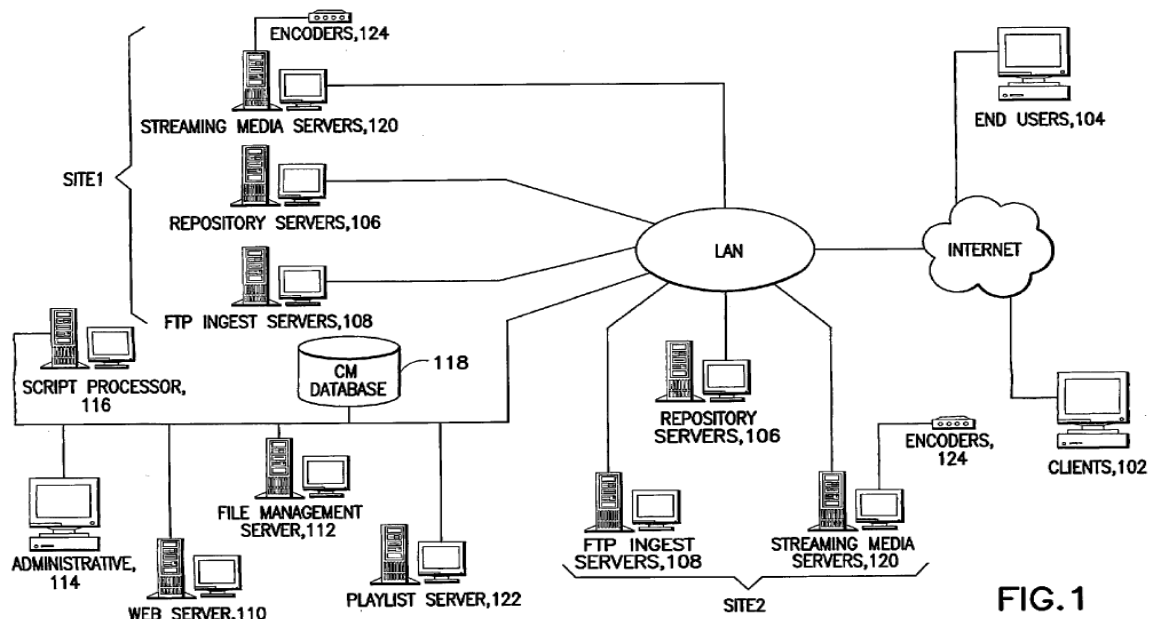 ENCODERS,124
STREAMING MEDIA SERVERS,120
SITE1
REPOSITORY SERVERS,106
FTP INGEST SERVERS,108
SCRIPT PROCESSOR,
116
CM
DATABASE
118
ADMINISTRATIVE,
114
WEB SERVER,110
FILE MANAGEMENT
SERVER,112
PLAYLIST SERVER,122
LAN
INTERNET
END USERS,104
CLIENTS,102
REPOSITORY
SERVERS,106
ENCODERS,
124
FTP INGEST
SERVERS,108
STREAMING MEDIA
SERVERS,120
SITE2
FIG.1